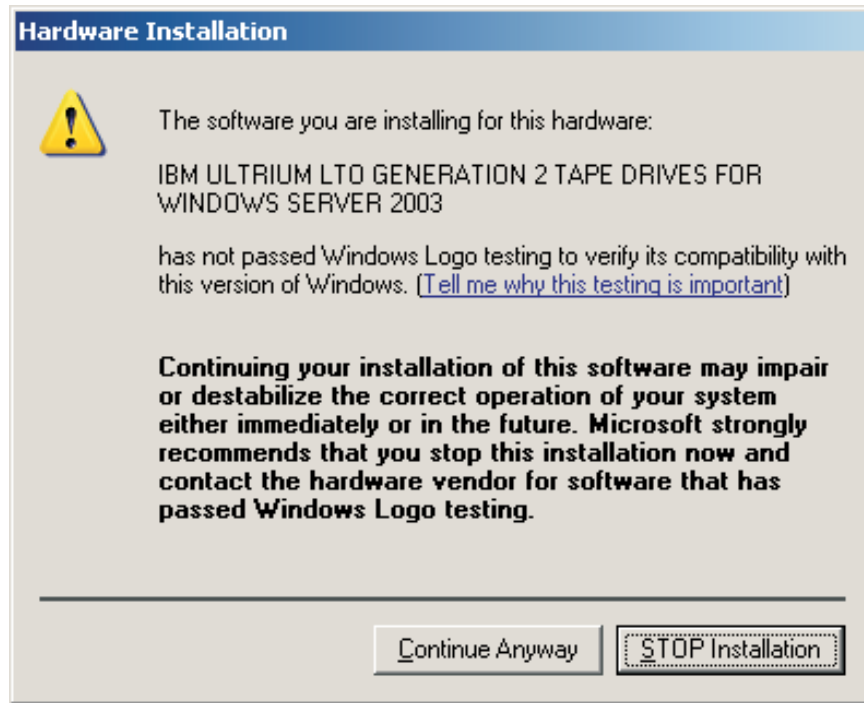 Hardware Installation
The software you are installing for this hardware:
IBM ULTRIUM LTO GENERATION 2 TAPE DRIVES FOR
WINDOWS SERVER 2003
has not passed Windows Logo testing to verify its compatibility with
this version of Windows. (Tell me why this testing is important)
Continuing your installation of this software may impair
or destabilize the correct operation of your system
either immediately or in the future. Microsoft strongly
recommends that you stop this installation now and
contact the hardware vendor for software that has
passed Windows Logo testing.
Continue Anyway STOP Installation